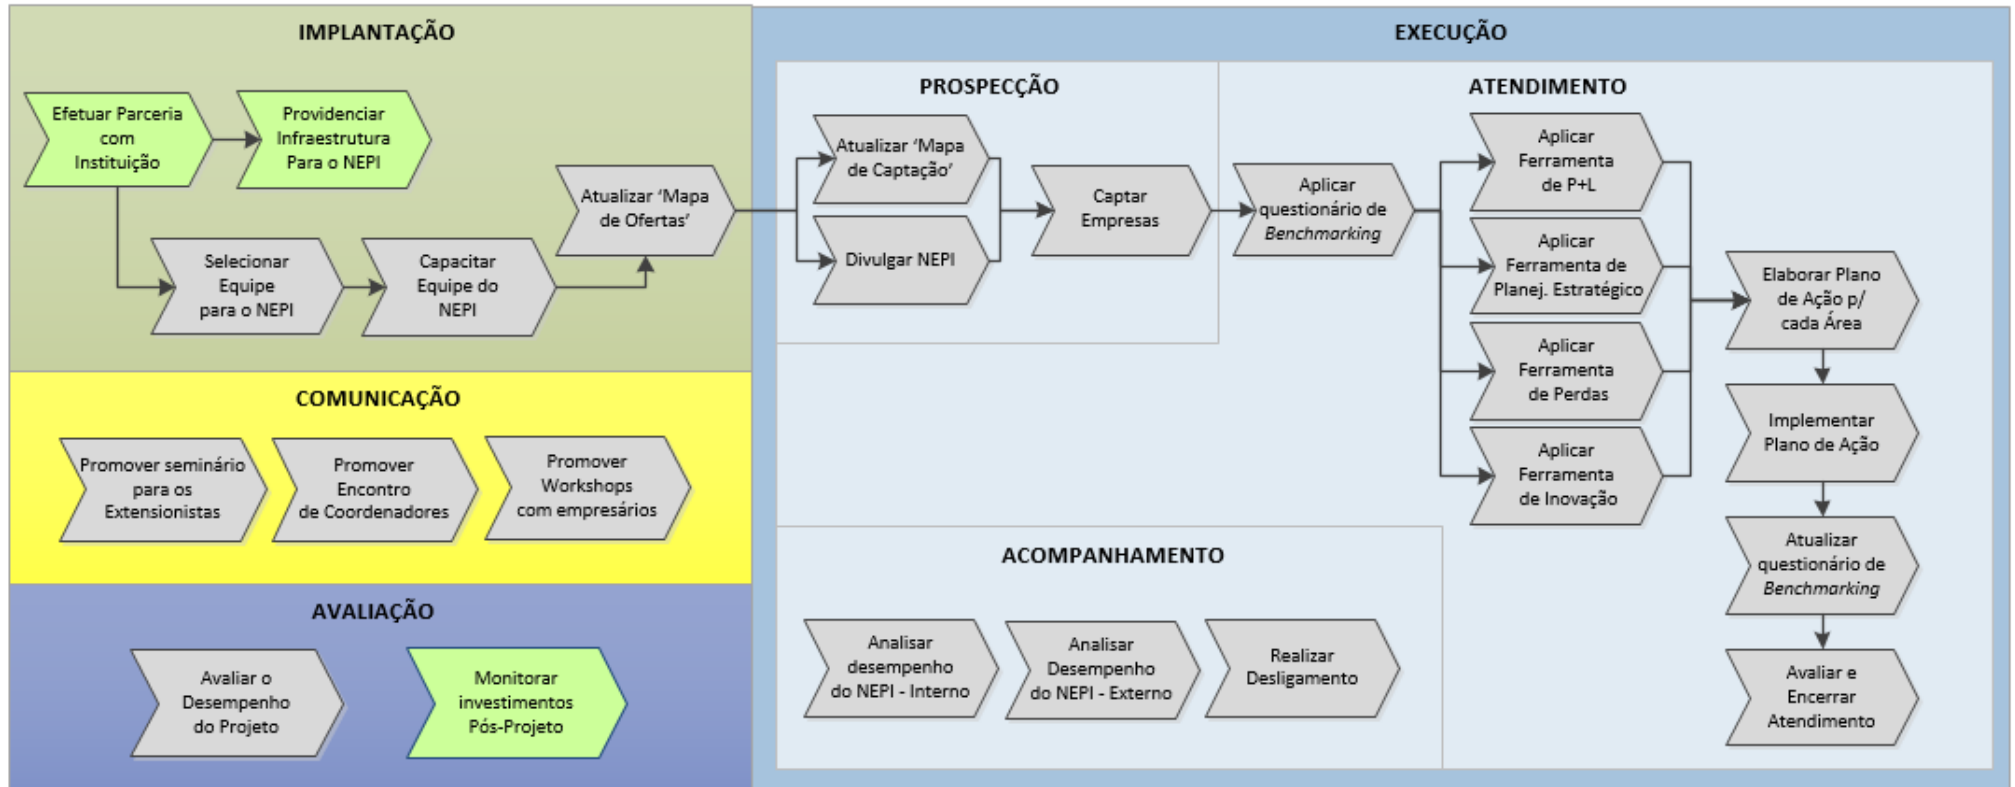 IMPLANTAÇÃO
Efetuar Parceria
com
Instituição
Providenciar
Infraestrutura
Para o NEPI
Selecionar
Equipe
para o NEPI
Capacitar
Equipe do
NEPI
Atualizar ‘Mapa
de Ofertas’
COMUNICAÇÃO
Promover seminário
para os
Extensionistas
Promover
Encontro
de Coordenadores
Promover
Workshops
com empresários
AVALIAÇÃO
Avaliar o
Desempenho
do Projeto
Monitorar
investimentos
Pós-Projeto
EXECUÇÃO
PROSPECÇÃO
Atualizar ‘Mapa
de Captação’
Divulgar NEPI
Captar
Empresas
ATENDIMENTO
Aplicar
questionário de
Benchmarking
Aplicar
Ferramenta
de P+L
Aplicar
Ferramenta de
Planej. Estratégico
Aplicar
Ferramenta
de Perdas
Aplicar
Ferramenta
de Inovação
Elaborar Plano
de Ação p/
cada Área
Implementar
Plano de Ação
Atualizar
questionário de
Benchmarking
Avaliar e
Encerrar
Atendimento
ACOMPANHAMENTO
Analisar
desempenho
do NEPI - Interno
Analisar
Desempenho
do NEPI - Externo
Realizar
Desligamento